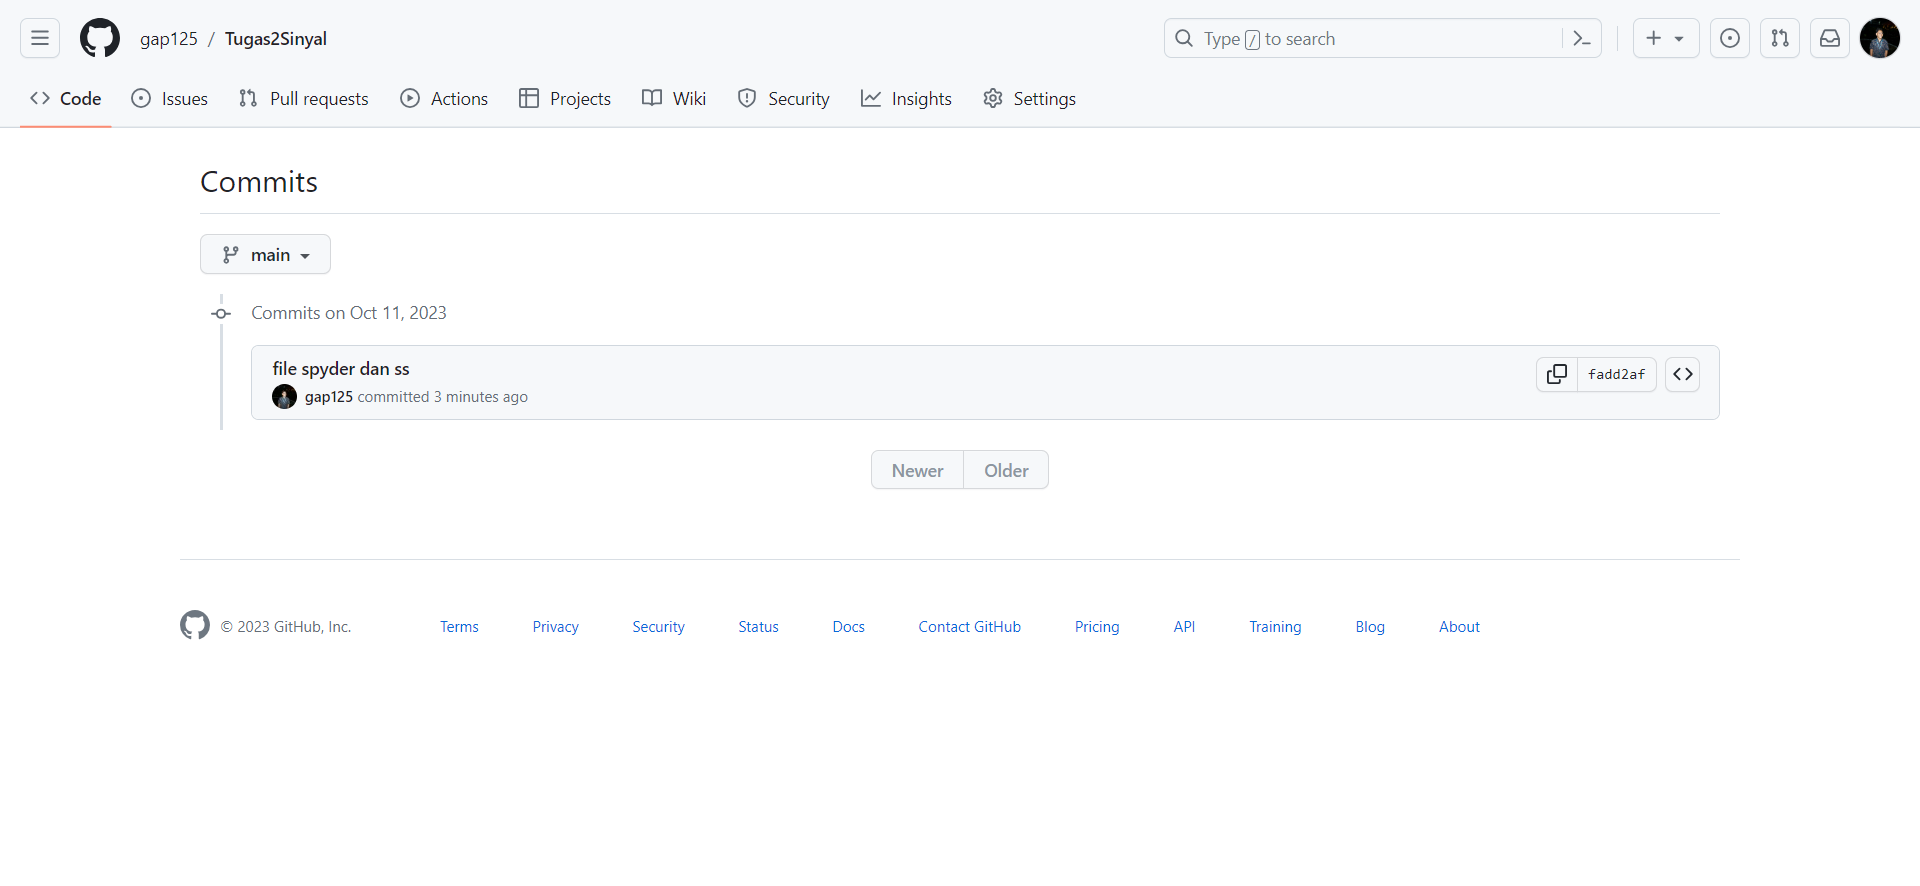 gap125 / Tugas2Sinyal
Type / to search
Code Issues Pull requests Actions Projects Wiki Security Insights Settings
Commits
main
Commits on Oct 11, 2023
file spyder dan ss
gap125 committed 3 minutes ago
fadd2af
Newer Older
© 2023 GitHub, Inc. Terms Privacy Security Status Docs Contact GitHub Pricing API Training Blog About